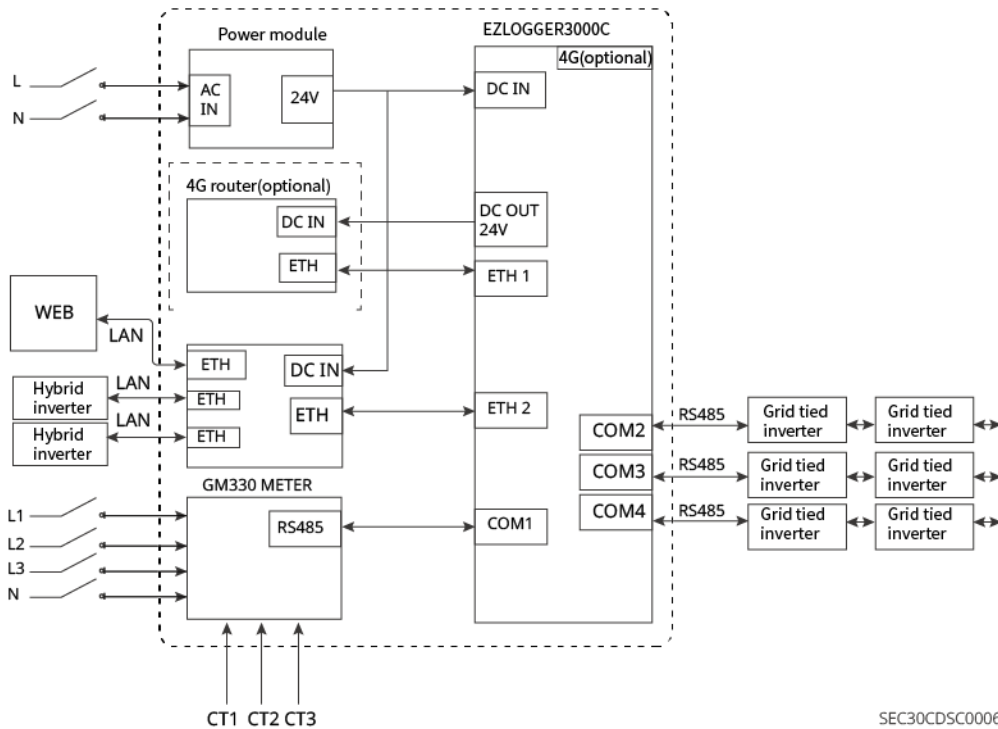 Power module
EZLOGGER3000C
4G(optional)
L
N
AC
IN
24V
DC IN
4G router(optional)
DC IN
ETH
DC OUT
24V
ETH 1
WEB
LAN
ETH
DC IN
Hybrid
inverter
LAN
ETH
ETH
ETH 2
Hybrid
inverter
LAN
ETH
COM2
RS485
Grid tied
inverter
Grid tied
inverter
COM3
RS485
Grid tied
inverter
Grid tied
inverter
COM4
RS485
Grid tied
inverter
Grid tied
inverter
GM330 METER
L1
L2
L3
N
RS485
COM1
CT1 CT2 CT3
SEC30CDSC0006